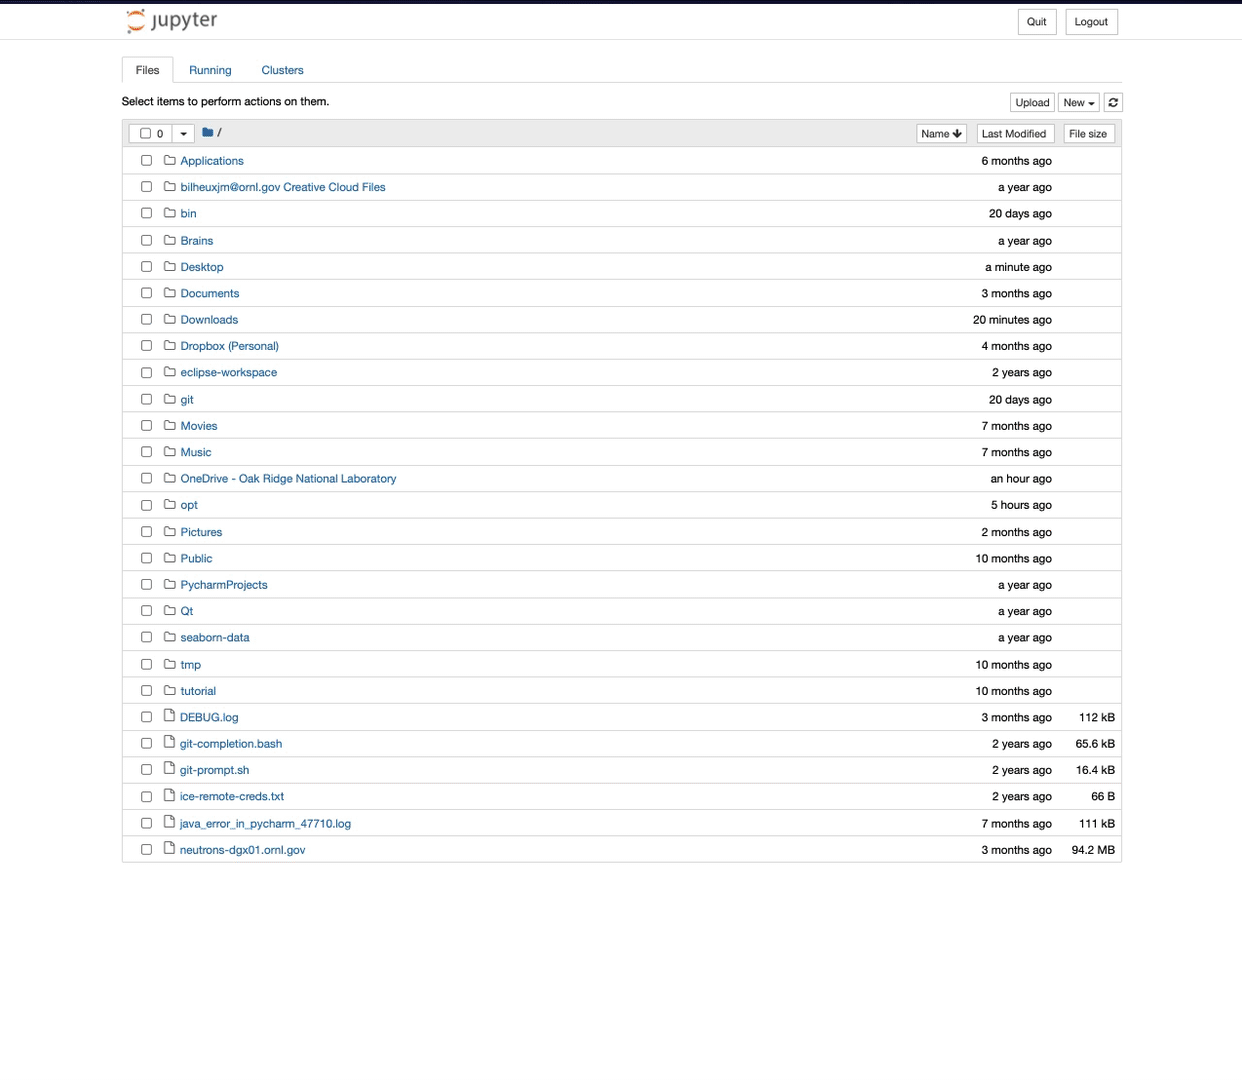 jupyter Quit Logout
Files Running Clusters
Select items to perform actions on them. Upload New
0 / Name Last Modified File size
Applications 6 months ago
bilheuxjm@ornl.gov Creative Cloud Files a year ago
bin 20 days ago
Brains a year ago
Desktop a minute ago
Documents 3 months ago
Downloads 20 minutes ago
Dropbox (Personal) 4 months ago
eclipse-workspace 2 years ago
git 20 days ago
Movies 7 months ago
Music 7 months ago
OneDrive - Oak Ridge National Laboratory an hour ago
opt 5 hours ago
Pictures 2 months ago
Public 10 months ago
PycharmProjects a year ago
Qt a year ago
seaborn-data a year ago
tmp 10 months ago
tutorial 10 months ago
DEBUG.log 3 months ago 112 kB
git-completion.bash 2 years ago 65.6 kB
git-prompt.sh 2 years ago 16.4 kB
ice-remote-creds.txt 2 years ago 66 B
java_error_in_pycharm_47710.log 7 months ago 111 kB
neutrons-dgx01.ornl.gov 3 months ago 94.2 MB